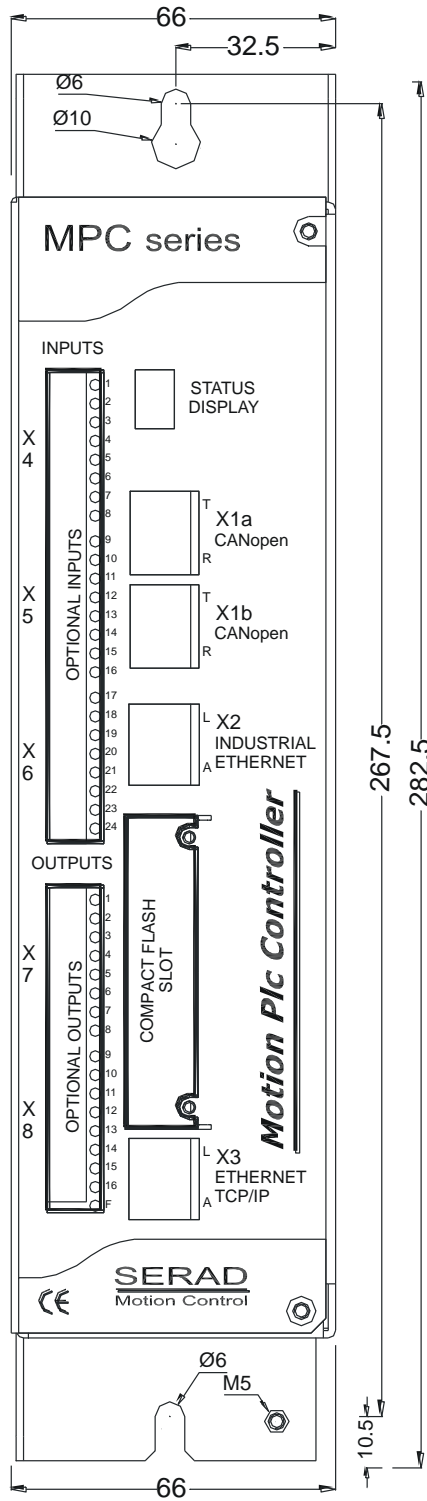 66
32.5
Ø6
Ø10
MPC series
INPUTS
STATUS
DISPLAY
X
4
X
5
X
6
OPTIONAL INPUTS
1
2
3
4
5
6
7
8
9
10
11
12
13
14
15
16
17
18
19
20
21
22
23
24
T
X1a
CANopen
R
T
X1b
CANopen
R
L
X2
INDUSTRIAL
ETHERNET
A
267.5
282.5
OUTPUTS
X
7
X
8
OPTIONAL OUTPUTS
1
2
3
4
5
6
7
8
9
10
11
12
13
14
15
16
F
COMPACT FLASH
SLOT
Motion Plc Controller
L
X3
ETHERNET
TCP/IP
A
CE
SERAD
Motion Control
Ø6
M5
10.5
66